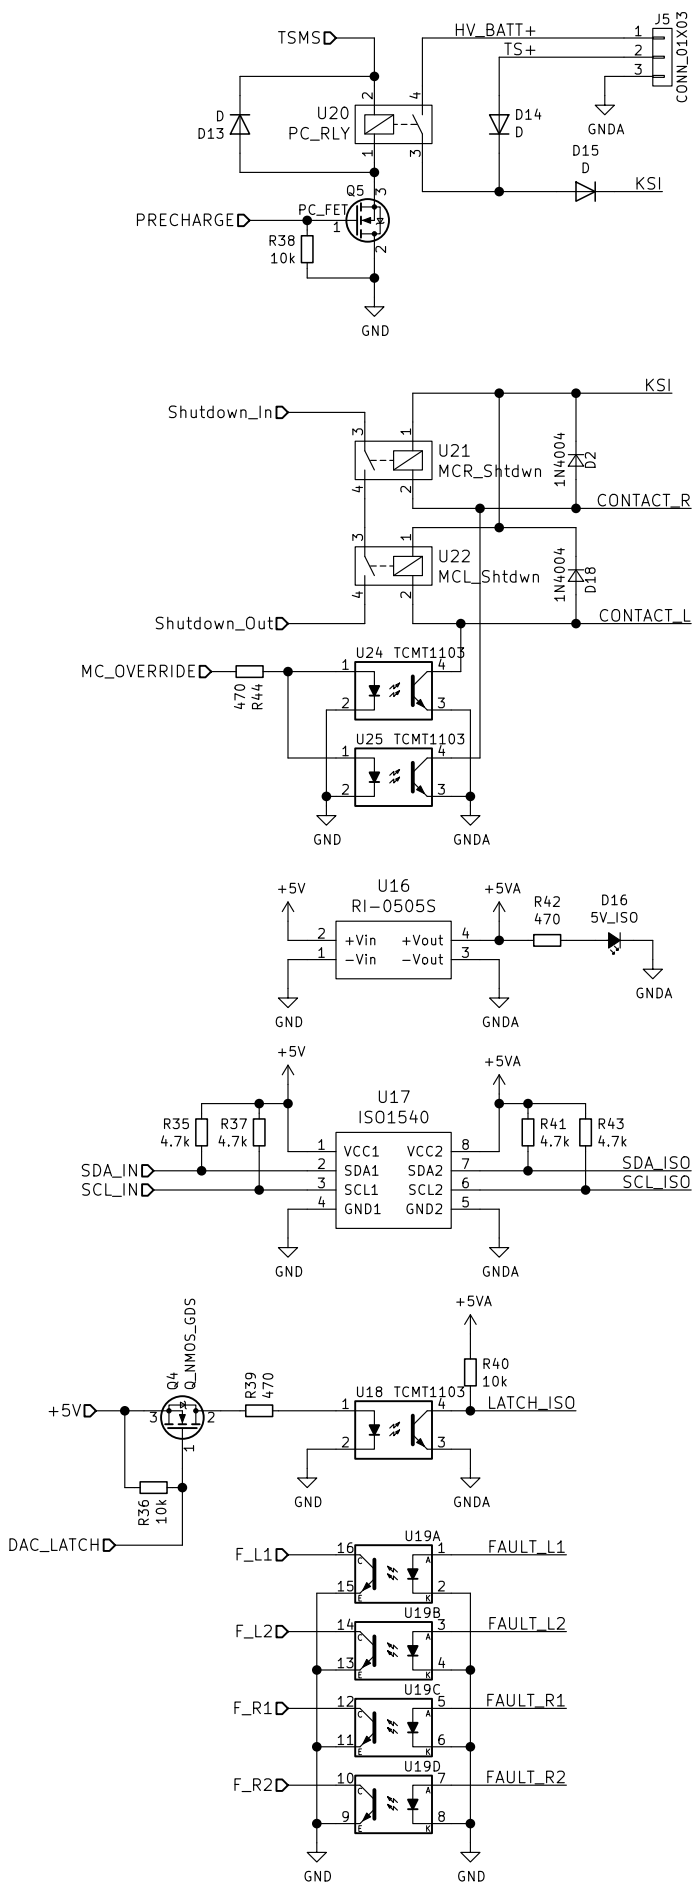 TSMS
HV_BATT+
TS+
J5
1
2
3
CONN_01X03
GNDA
D
D13
2
U20
PC_RLY
4
1
3
D14
D
D15
D
KSI
Q5
3
PC_FET
PRECHARGE
1
2
R38
10k
GND
KSI
Shutdown_In
3
1
U21
MCR_Shtdwn
4
2
1N4004
D2
CONTACT_R
3
1
U22
MCL_Shtdwn
4
2
1N4004
D18
CONTACT_L
Shutdown_Out
U24 TCMT1103
MC_OVERRIDE
470
R44
1
4
2
3
U25 TCMT1103
1
4
2
3
GND
GNDA
U16
RI-0505S
+5V
+5VA
R42
470
D16
5V_ISO
2
+Vin
+Vout
4
1
-Vin
-Vout
3
GND
GNDA
GNDA
+5V
+5VA
U17
ISO1540
R35
4.7k
R37
4.7k
R41
4.7k
R43
4.7k
1
VCC1
VCC2
8
SDA_IN
2
SDA1
SDA2
7
SDA_ISO
SCL_IN
3
SCL1
SCL2
6
SCL_ISO
4
GND1
GND2
5
GND
GNDA
+5VA
Q4
Q_NMOS_GDS
R39
470
R40
10k
U18 TCMT1103
+5V
3
2
1
1
4
LATCH_ISO
2
3
R36
10k
GND
GNDA
DAC_LATCH
U19A
F_L1
16
C
A
1
FAULT_L1
15
E
K
2
U19B
F_L2
14
C
A
3
FAULT_L2
13
E
K
4
U19C
F_R1
12
C
A
5
FAULT_R1
11
E
K
6
U19D
F_R2
10
C
A
7
FAULT_R2
9
E
K
8
GND
GND